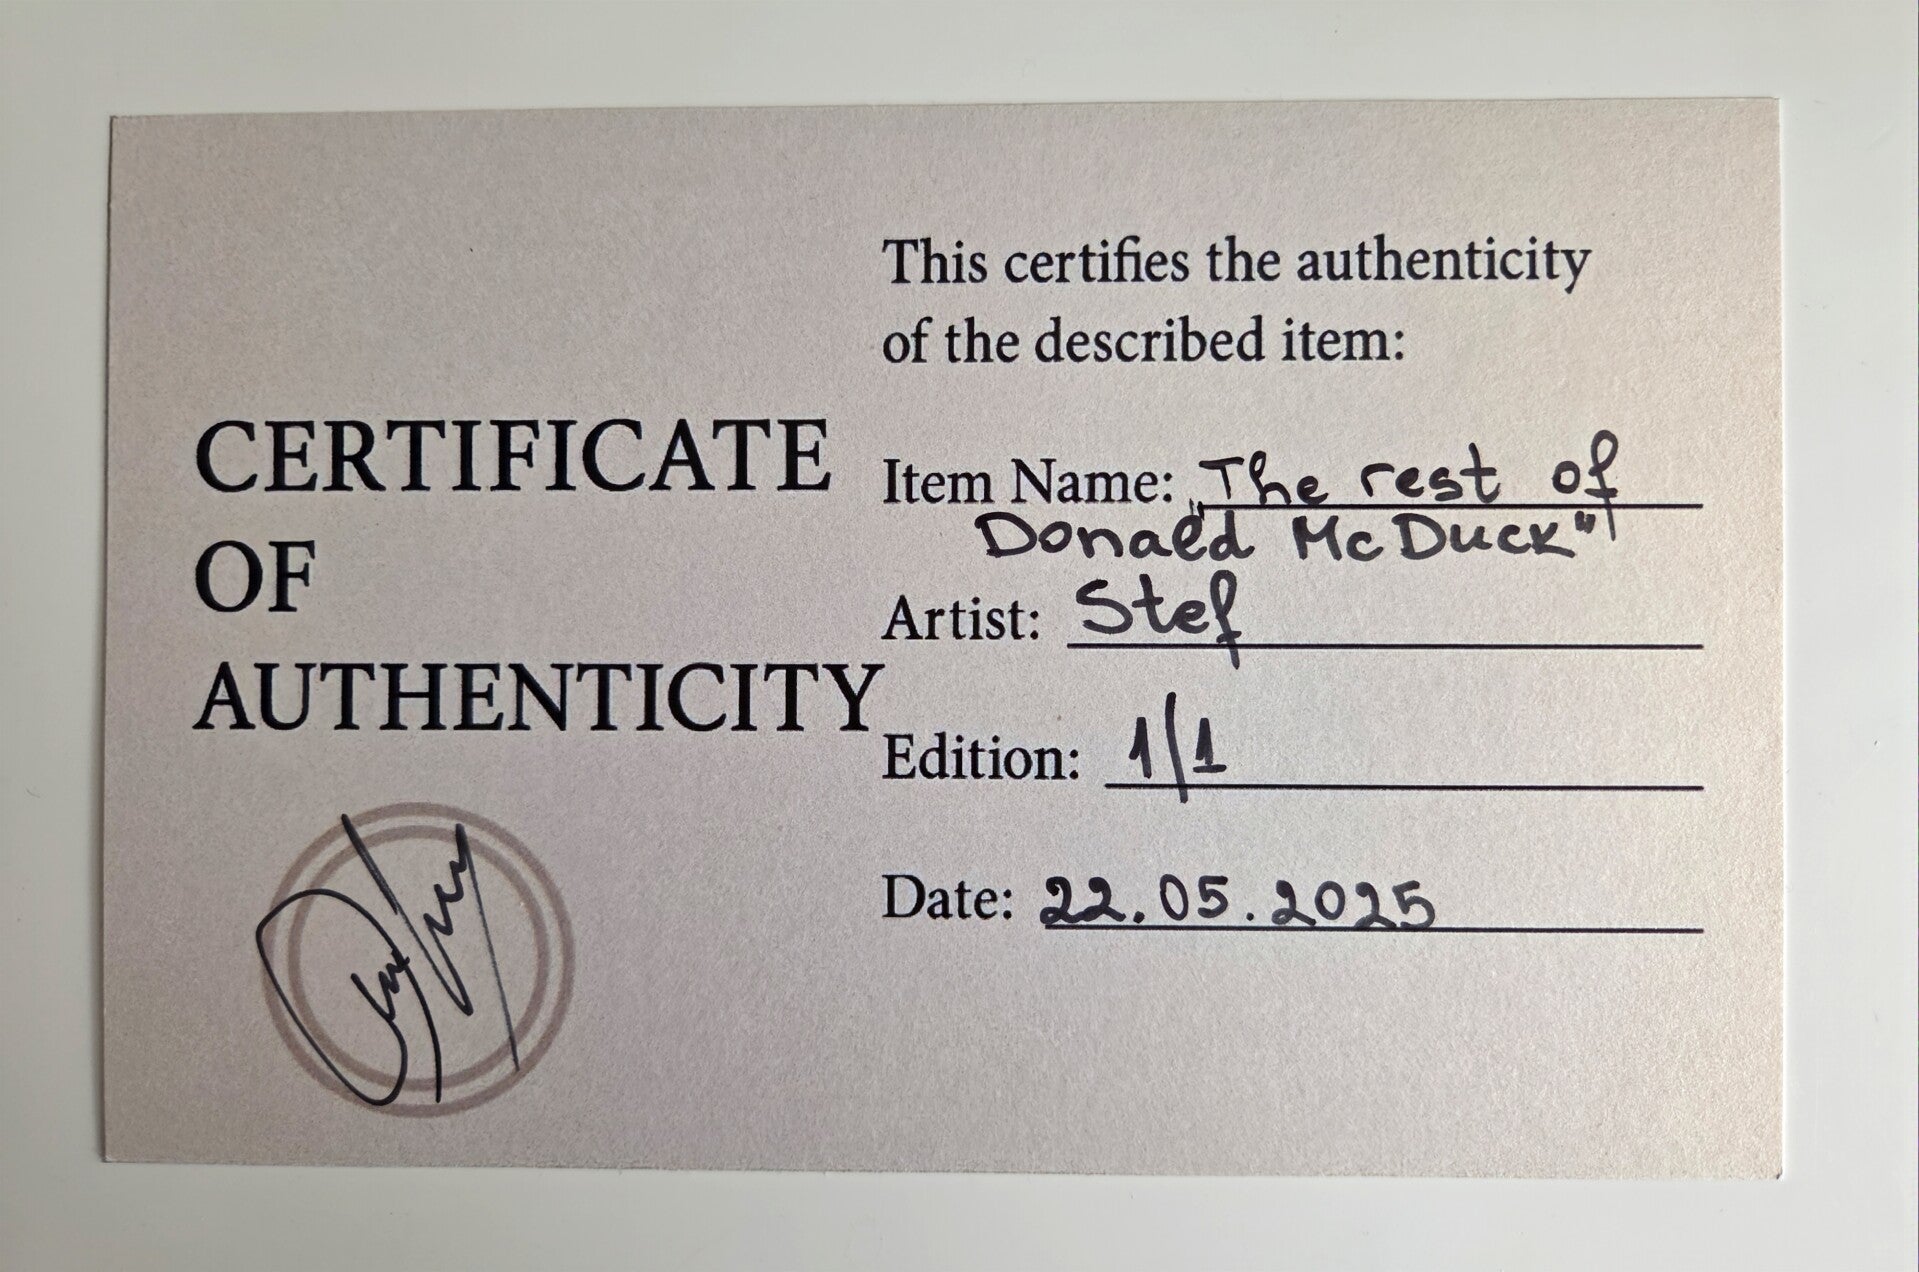 CERTIFICATE
OF
AUTHENTICITY
This certifies the authenticity
of the described item:
Item Name: „The rest of
Donald McDuck"
Artist: Stef
Edition: 1/1
Date: 22.05.2025